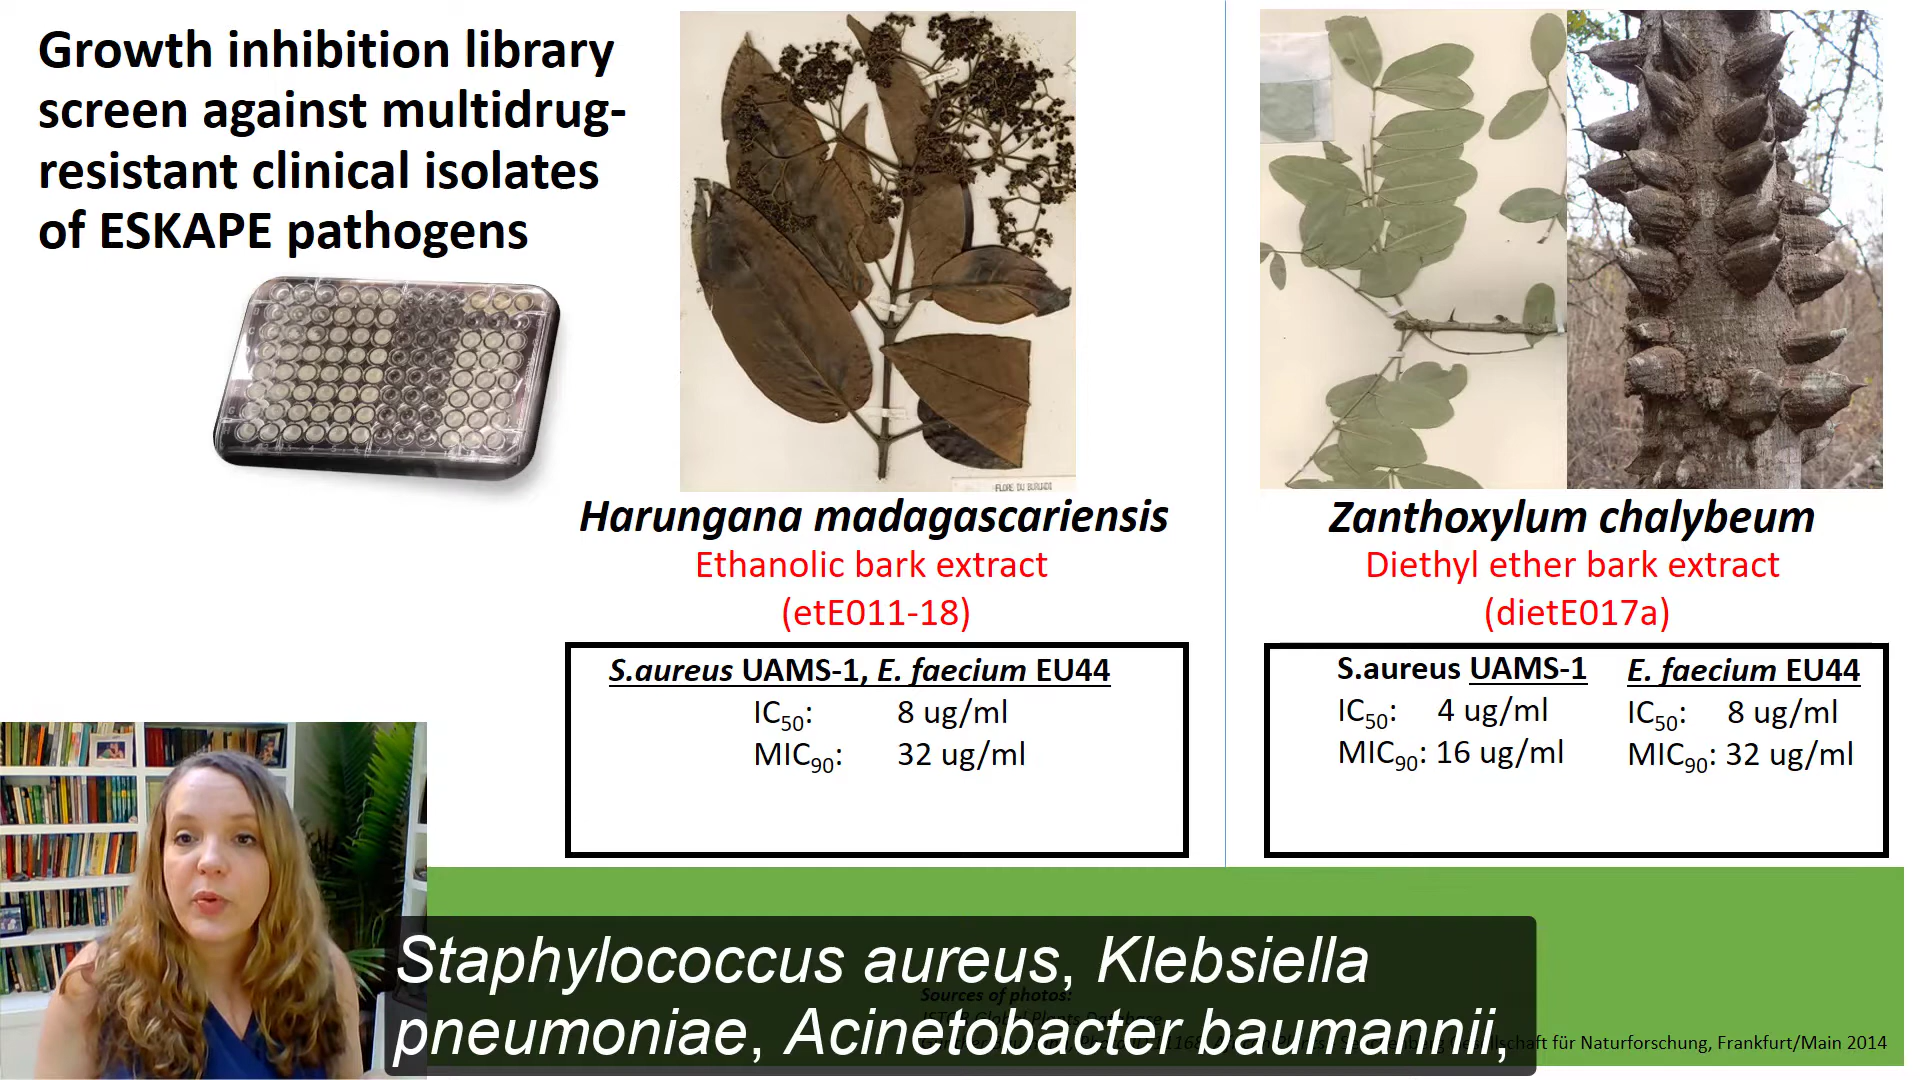 Growth inhibition library
screen against multidrug-
resistant clinical isolates
of ESKAPE pathogens
FLORE DU BURUNDI
Harungana madagascariensis
Ethanolic bark extract
(etE011-18)
S.aureus UAMS-1, E. faecium EU44
IC50: 8 ug/ml
MIC90: 32 ug/ml
Zanthoxylum chalybeum
Diethyl ether bark extract
(dietE017a)
S.aureus UAMS-1
IC50: 4 ug/ml
MIC90: 16 ug/ml
E. faecium EU44
IC50: 8 ug/ml
MIC90: 32 ug/ml
Sources of photos:
für Naturforschung, Frankfurt/Main 2014
Staphylococcus aureus, Klebsiella
pneumoniae, Acinetobacter baumannii,